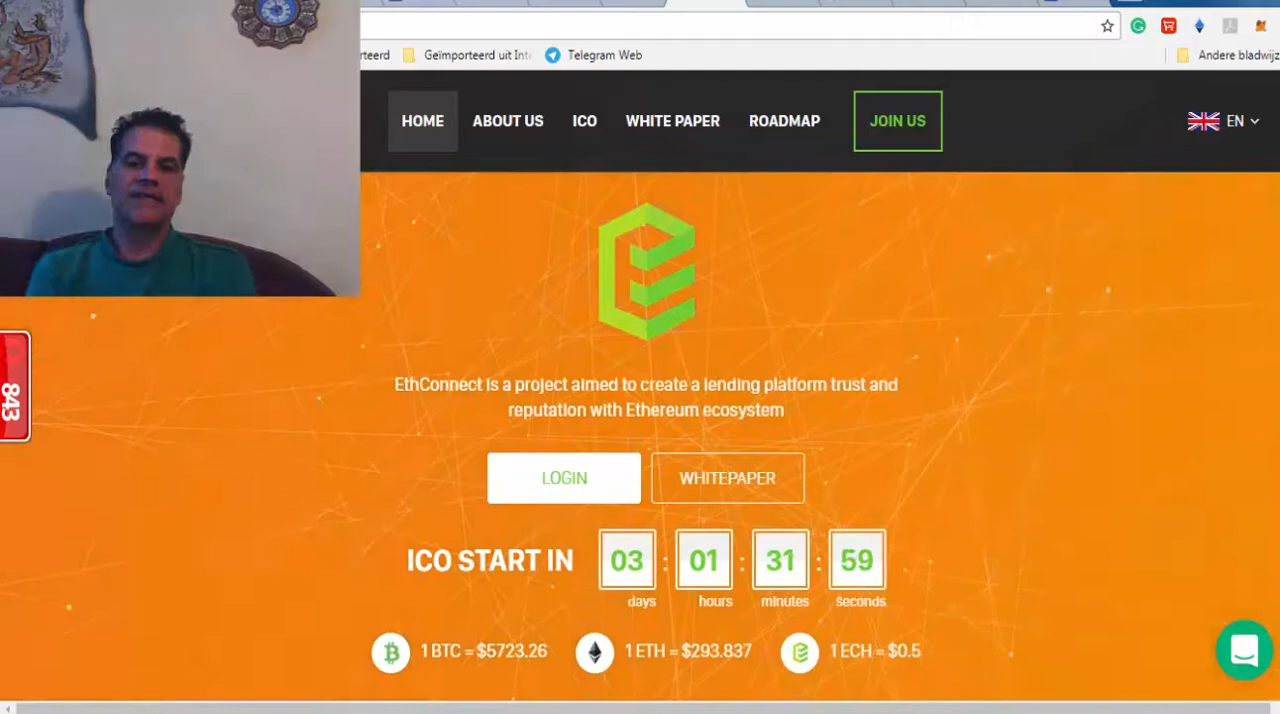 rteerd
Geïmporteerd uit Int
Telegram Web
Andere bladwijz
HOME
ABOUT US
ICO
WHITE PAPER
ROADMAP
JOIN US
EN
EthConnect is a project aimed to create a lending platform trust and
reputation with Ethereum ecosystem
LOGIN
WHITEPAPER
843
ICO START IN
03 : 01 : 31 : 59
days hours minutes seconds
1 BTC = $5723.26
1 ETH = $293.837
1 ECH = $0.5